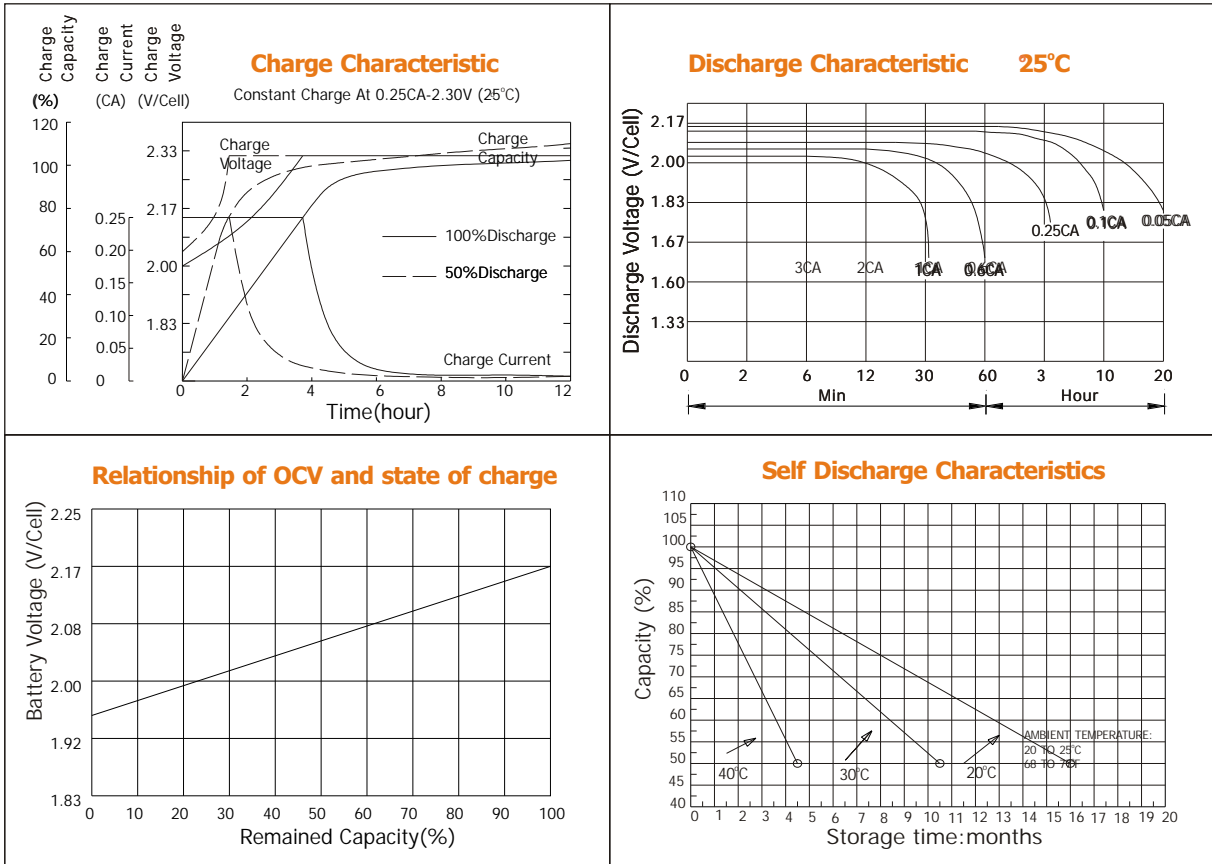 Charge Capacity
Charge Current
Charge Voltage
(%) (CA) (V/Cell)
Charge Characteristic
Constant Charge At 0.25CA-2.30V (25°C)
120
100
80
60
40
20
0
0.25
0.20
0.15
0.10
0.05
0
2.33
2.17
2.00
1.83
Charge Voltage
Charge Capacity
100%Discharge
50%Discharge
Charge Current
0 2 4 6 8 10 12
Time(hour)
Discharge Characteristic 25°C
Discharge Voltage (V/Cell)
2.17
2.00
1.83
1.67
1.60
1.33
3CA 2CA 1CA 0.25CA 0.1CA 0.05CA
0 2 6 12 30 60 3 10 20
Min Hour
Relationship of OCV and state of charge
Battery Voltage (V/Cell)
2.25
2.17
2.08
2.00
1.92
1.83
0 10 20 30 40 50 60 70 80 90 100
Remained Capacity(%)
Self Discharge Characteristics
Capacity (%)
110
105
100
95
90
85
80
75
70
65
60
55
50
45
40
40°C 30°C 20°C
AMBIENT TEMPERATURE:
20 TO 25°C
68 TO
0 1 2 3 4 5 6 7 8 9 10 11 12 13 14 15 16 17 18 19 20
Storage time:months